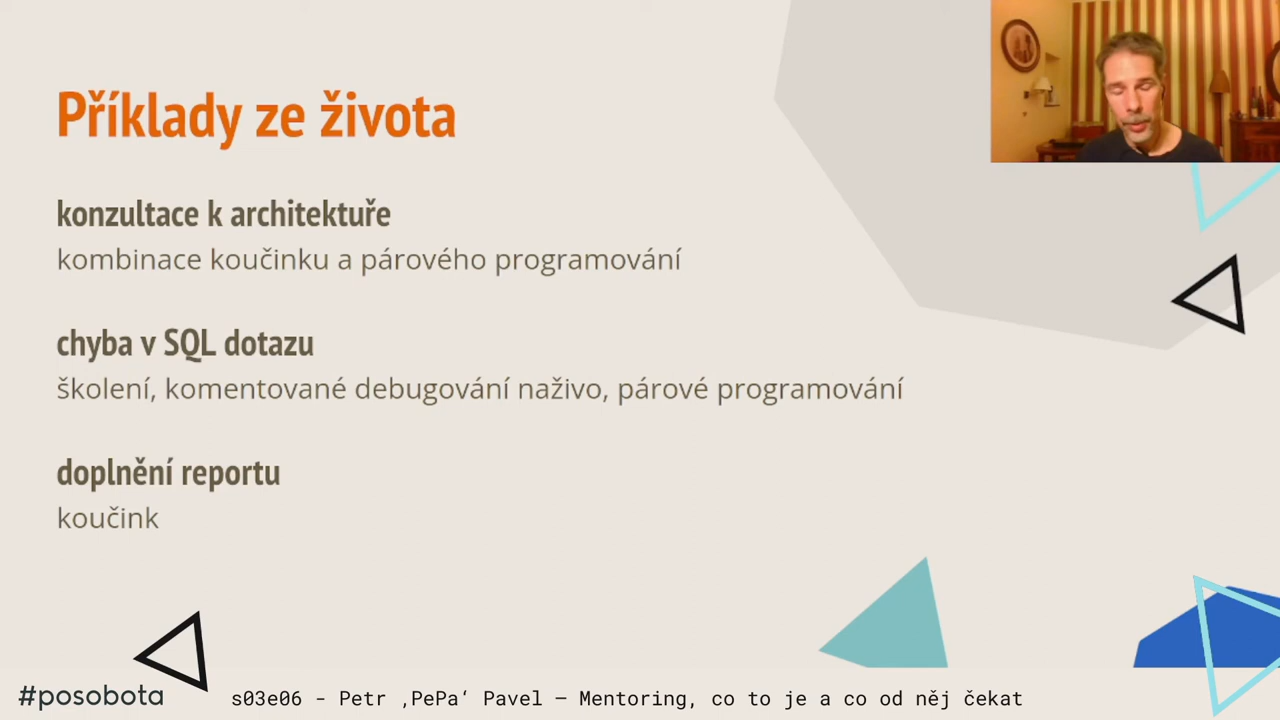 Příklady ze života
konzultace k architektuře
kombinace koučinku a párového programování
chyba v SQL dotazu
školení, komentované debugování naživo, párové programování
doplnění reportu
koučink
#posobota
s03e06 - Petr ‚PePa‘ Pavel – Mentoring, co to je a co od něj čekat